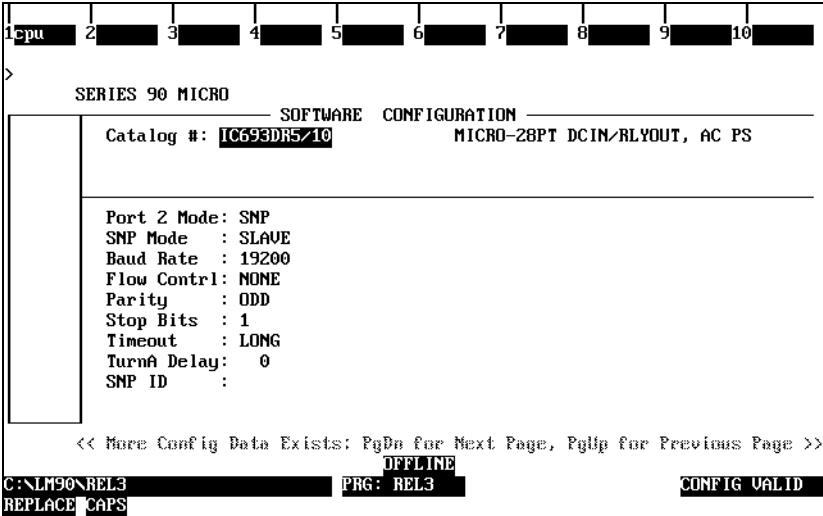 1cpu 2 3 4 5 6 7 8 9 10
>
SERIES 90 MICRO
SOFTWARE CONFIGURATION
Catalog #: IC693DR5/10 MICRO-28PT DCIN/RLYOUT, AC PS
Port 2 Mode: SNP
SNP Mode : SLAVE
Baud Rate : 19200
Flow Contrl: NONE
Parity : ODD
Stop Bits : 1
Timeout : LONG
TurnA Delay: 0
SNP ID :
<< More Config Data Exists: PgDn for Next Page, PgUp for Previous Page >>
OFFLINE
C:\LM90\REL3 PRG: REL3 CONFIG VALID
REPLACE CAPS